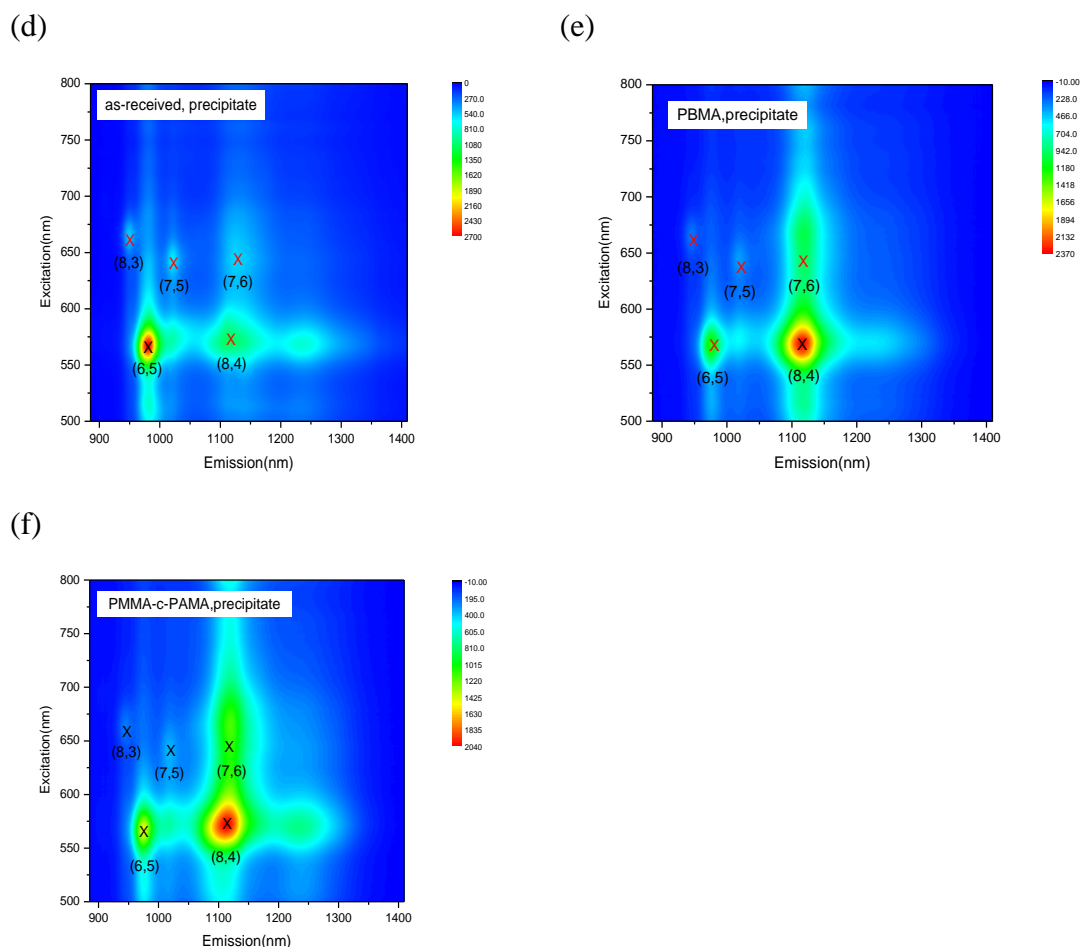 (d)
800
750
700
650
600
550
500
Excitation(nm)
as-received, precipitate
X
(8,3)
X
(7,5)
X
(7,6)
X
(6,5)
X
(8,4)
900 1000 1100 1200 1300 1400
Emission(nm)
0
270.0
540.0
810.0
1080
1350
1620
1890
2160
2430
2700
(e)
800
750
700
650
600
550
500
Excitation(nm)
PBMA,precipitate
X
(8,3)
X
(7,5)
X
(7,6)
X
(6,5)
X
(8,4)
900 1000 1100 1200 1300 1400
Emission(nm)
-10.00
228.0
466.0
704.0
942.0
1180
1418
1656
1894
2132
2370
(f)
800
750
700
650
600
550
500
Excitation(nm)
PMMA-c-PAMA,precipitate
X
(8,3)
X
(7,5)
X
(7,6)
X
(6,5)
X
(8,4)
900 1000 1100 1200 1300 1400
Emission(nm)
-10.00
195.0
400.0
605.0
810.0
1015
1220
1425
1630
1835
2040